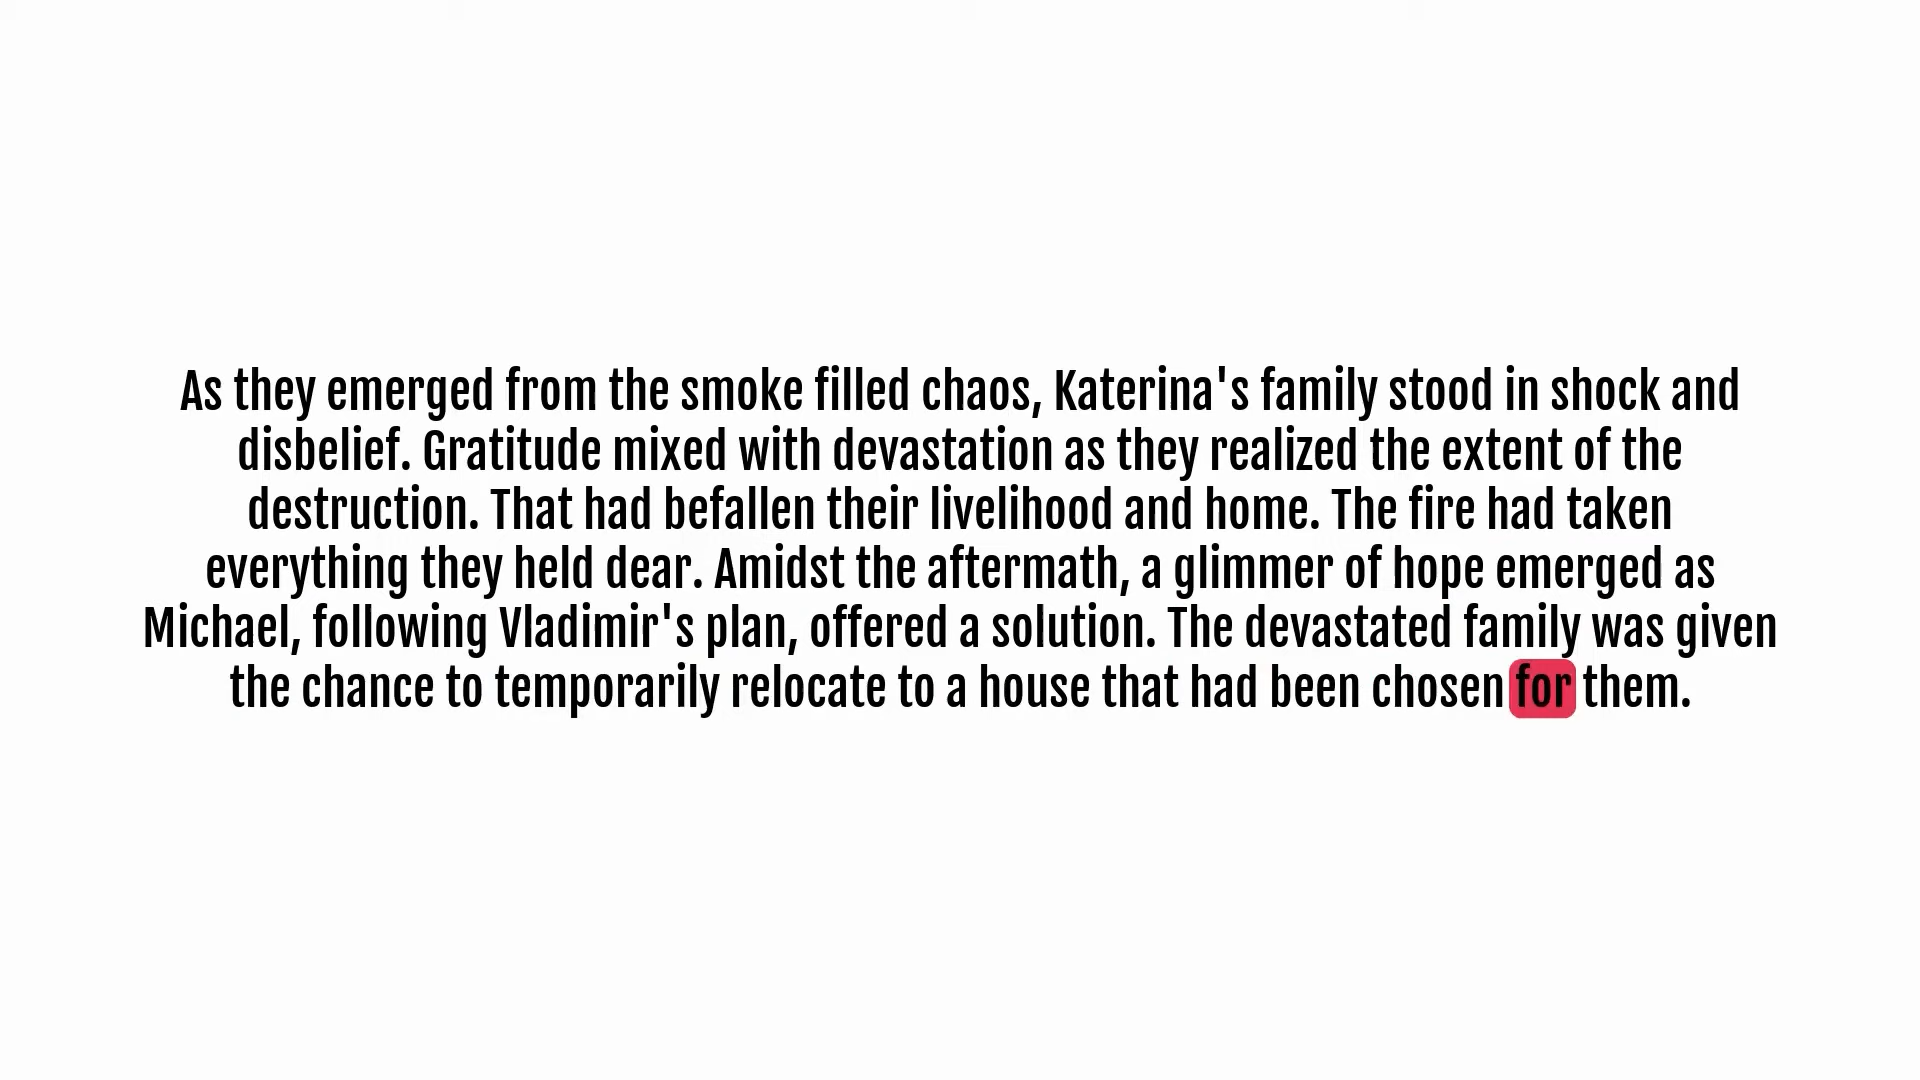 As they emerged from the smoke filled chaos, Katerina's family stood in shock and
disbelief. Gratitude mixed with devastation as they realized the extent of the
destruction. That had befallen their livelihood and home. The fire had taken
everything they held dear. Amidst the aftermath, a glimmer of hope emerged as
Michael, following Vladimir's plan, offered a solution. The devastated family was given
the chance to temporarily relocate to a house that had been chosen for them.